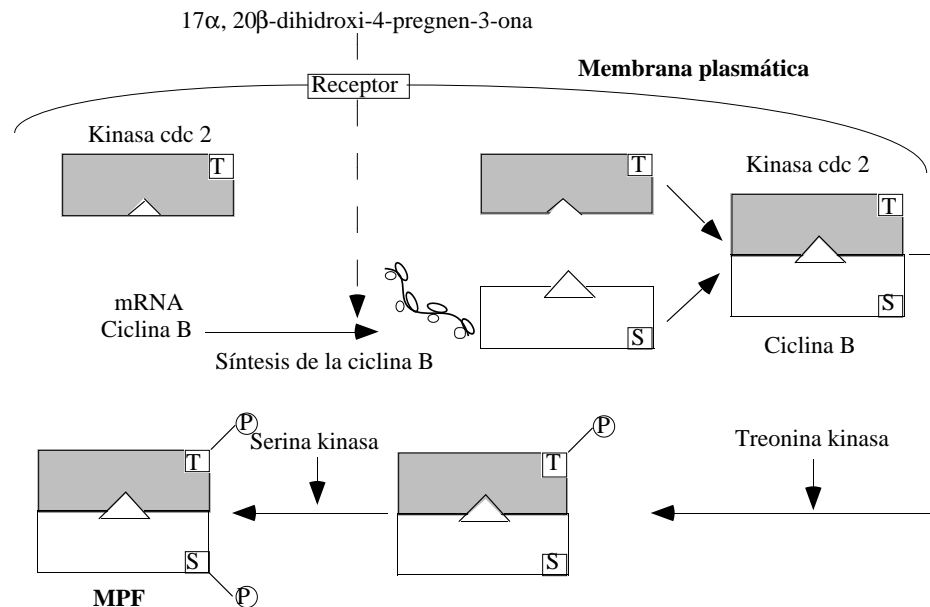 17α, 20β-dihidroxi-4-pregnen-3-ona
Membrana plasmática
Receptor
Kinasa cdc 2
T
T
Kinasa cdc 2
T
mRNA
Ciclina B
Síntesis de la ciclina B
S
S
Ciclina B
P
Serina kinasa
P
Treonina kinasa
T
T
S
S
P
MPF